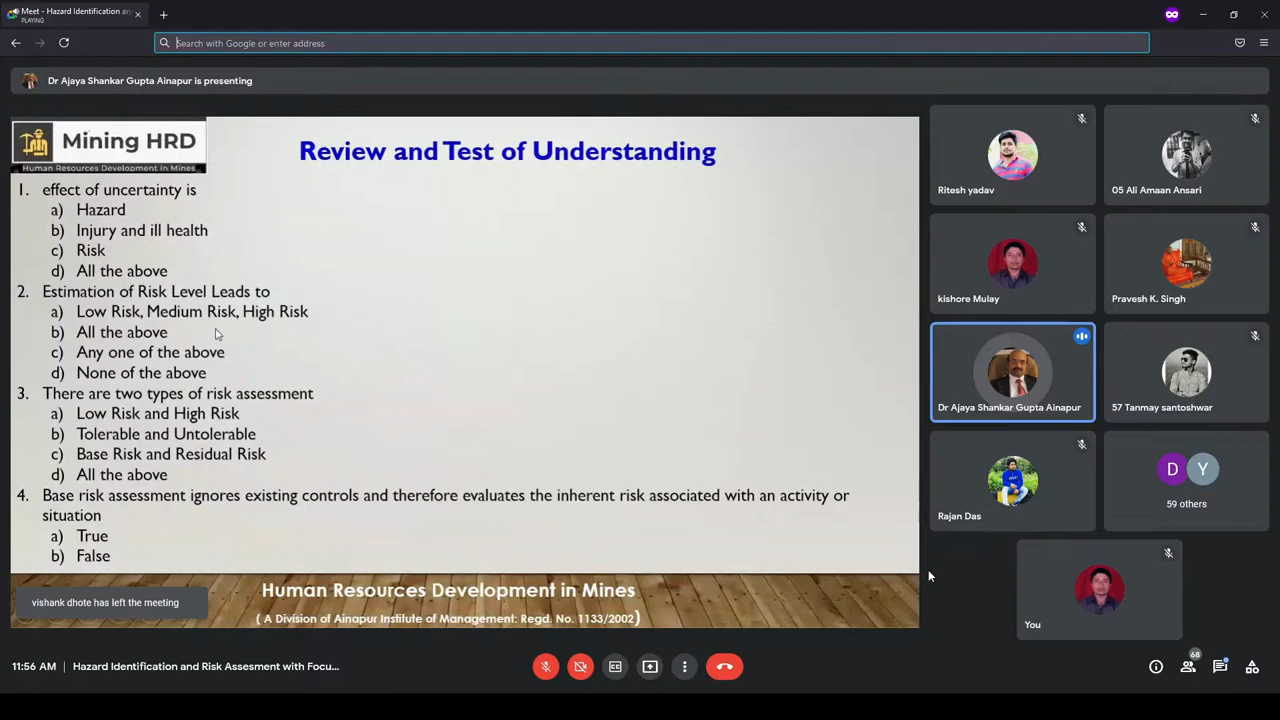 Meet - Hazard Identification an
PLAYING
Search with Google or enter address
Dr Ajaya Shankar Gupta Ainapur is presenting
Mining HRD
Human Resources Development in Mines
Review and Test of Understanding
1. effect of uncertainty is
a) Hazard
b) Injury and ill health
c) Risk
d) All the above
2. Estimation of Risk Level Leads to
a) Low Risk, Medium Risk, High Risk
b) All the above
c) Any one of the above
d) None of the above
3. There are two types of risk assessment
a) Low Risk and High Risk
b) Tolerable and Untolerable
c) Base Risk and Residual Risk
d) All the above
4. Base risk assessment ignores existing controls and therefore evaluates the inherent risk associated with an activity or
situation
a) True
b) False
Human Resources Development in Mines
( A Division of Ainapur Institute of Management: Regd. No. 1133/2002)
vishank dhote has left the meeting
Ritesh yadav
05 Ali Amaan Ansari
kishore Mulay
Pravesh K. Singh
Dr Ajaya Shankar Gupta Ainapur
57 Tanmay santoshwar
Rajan Das
D Y
59 others
You
11:56 AM | Hazard Identification and Risk Assesment with Focu...
68